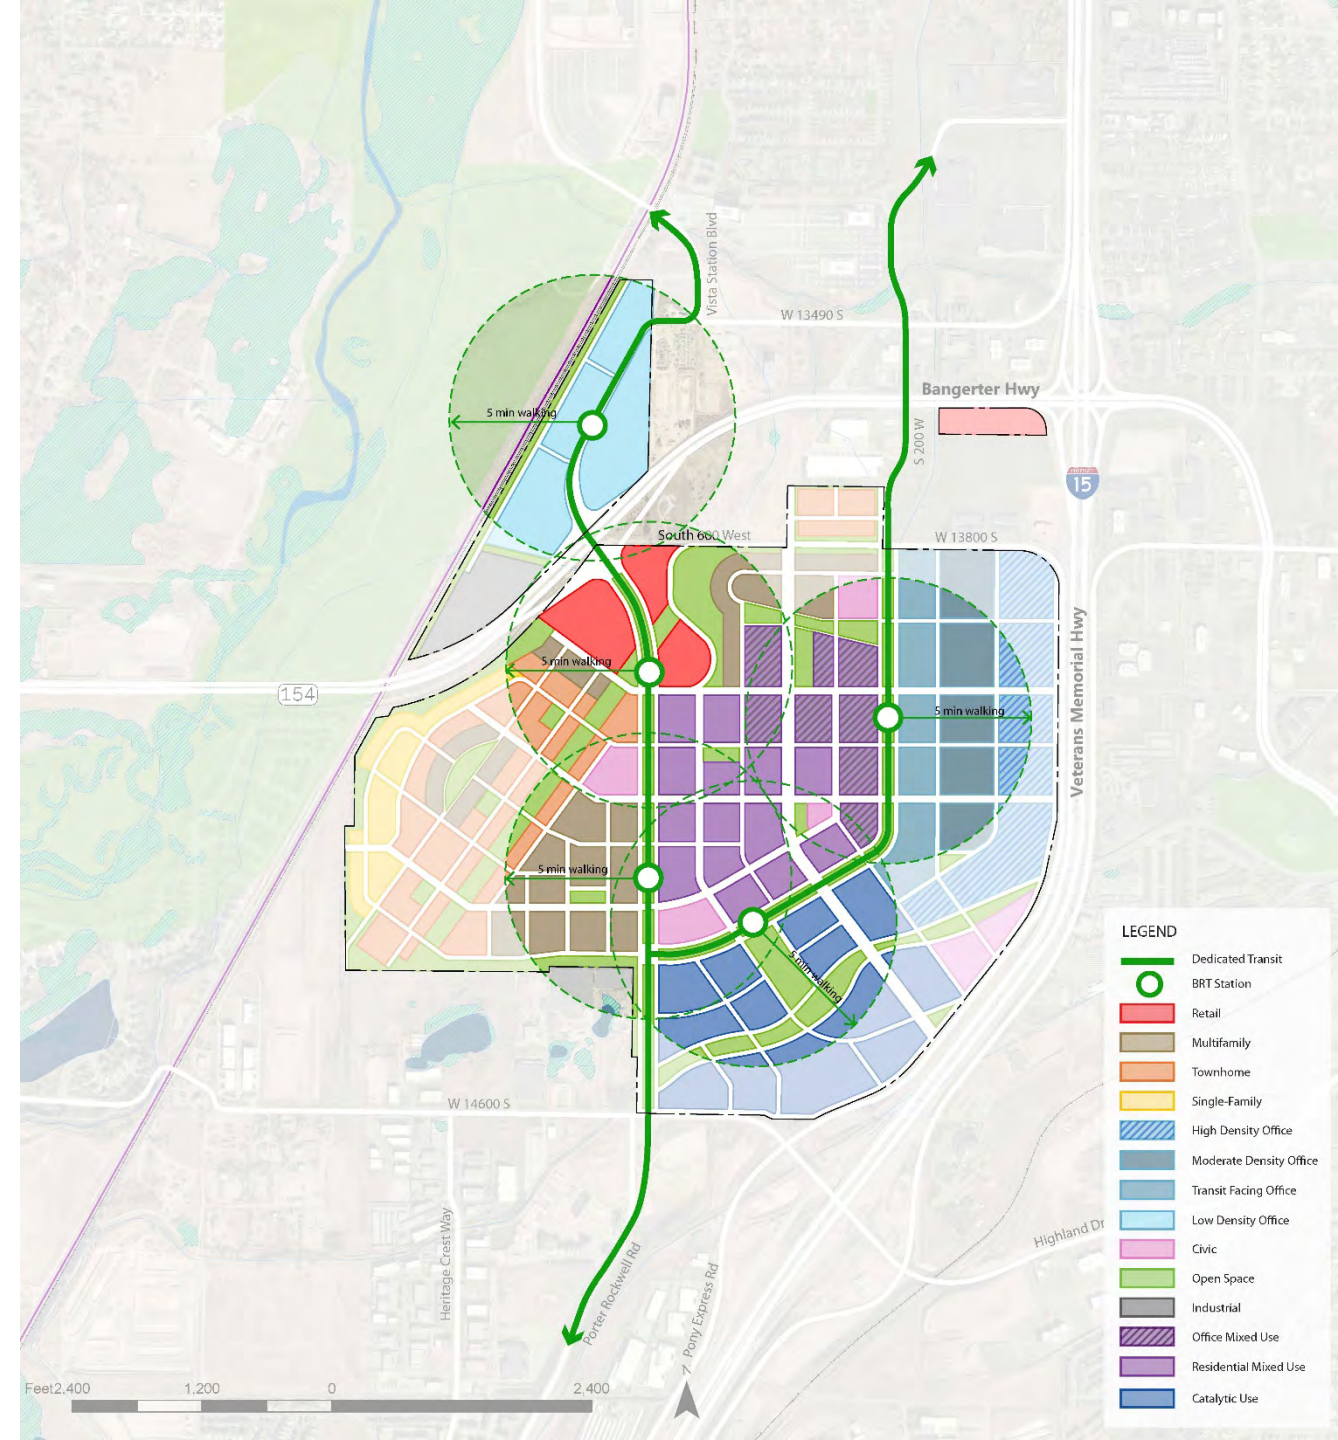 Vista Station Blvd
W 13490 S
Bangerter Hwy
5 min walking
S 200 W
15
South 600 West
W 13800 S
5 min walking
154
5 min walking
Veterans Memorial Hwy
5 min walking
5 min walking
W 14600 S
Heritage Crest Way
Porter Rockwell Rd
Pony Express Rd
Highland Dr
LEGEND
Dedicated Transit
BRT Station
Retail
Multifamily
Townhome
Single-Family
High Density Office
Moderate Density Office
Transit Facing Office
Low Density Office
Civic
Open Space
Industrial
Office Mixed Use
Residential Mixed Use
Catalytic Use
Feet2,400 1,200 0 2,400